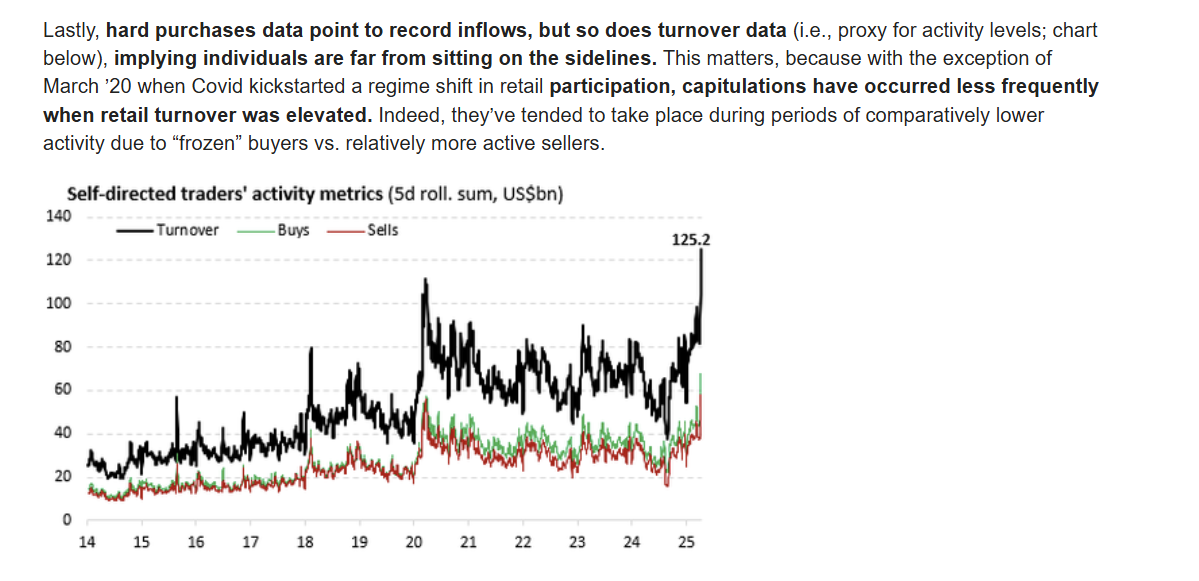 Lastly, hard purchases data point to record inflows, but so does turnover data (i.e., proxy for activity levels; chart
below), implying individuals are far from sitting on the sidelines. This matters, because with the exception of
March ’20 when Covid kickstarted a regime shift in retail participation, capitulations have occurred less frequently
when retail turnover was elevated. Indeed, they’ve tended to take place during periods of comparatively lower
activity due to “frozen” buyers vs. relatively more active sellers.
Self-directed traders' activity metrics (5d roll. sum, US$bn)
140
Turnover Buys Sells
125.2
120
100
80
60
40
20
0
14 15 16 17 18 19 20 21 22 23 24 25